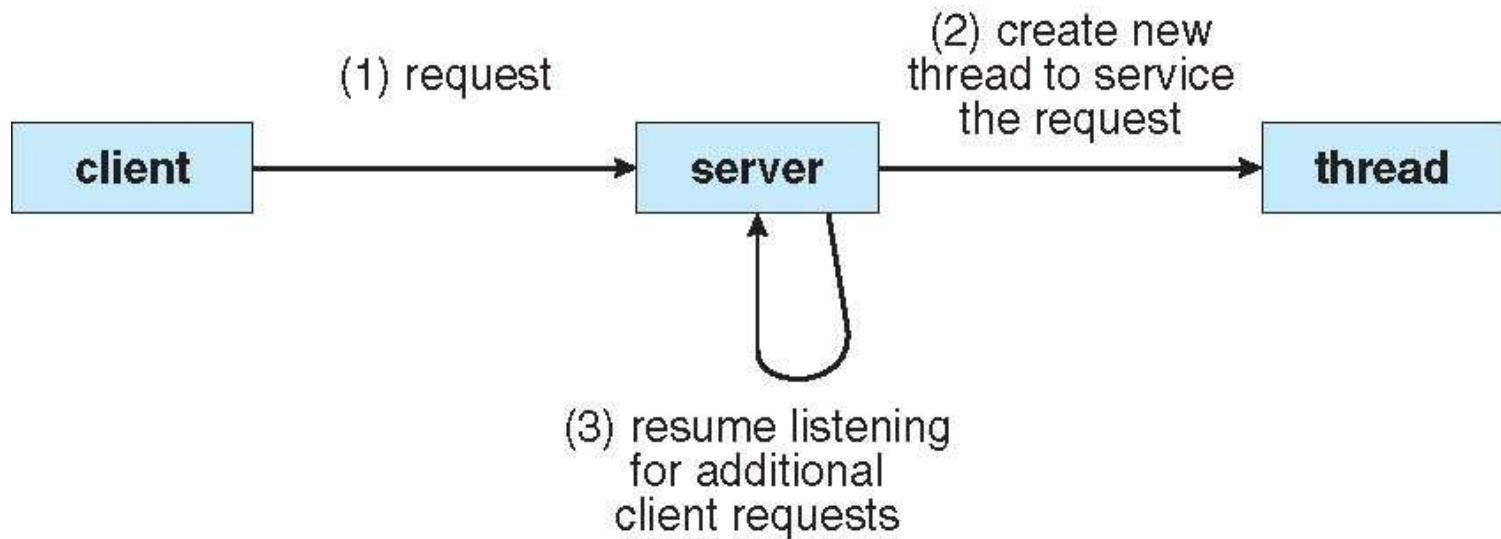 (1) request
(2) create new
thread to service
the request
client
server
thread
(3) resume listening
for additional
client requests